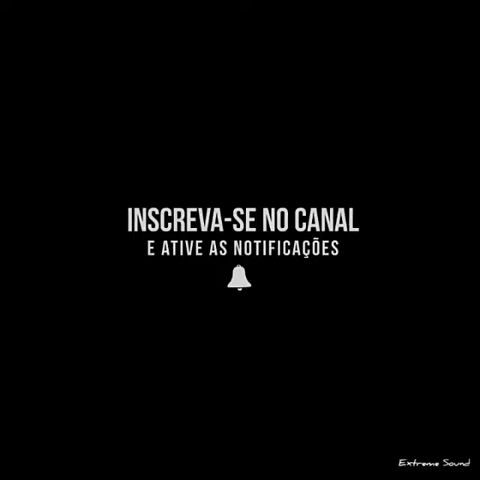 INSCREVA-SE NO CANAL
E ATIVE AS NOTIFICAÇÕES
Extreme Sound